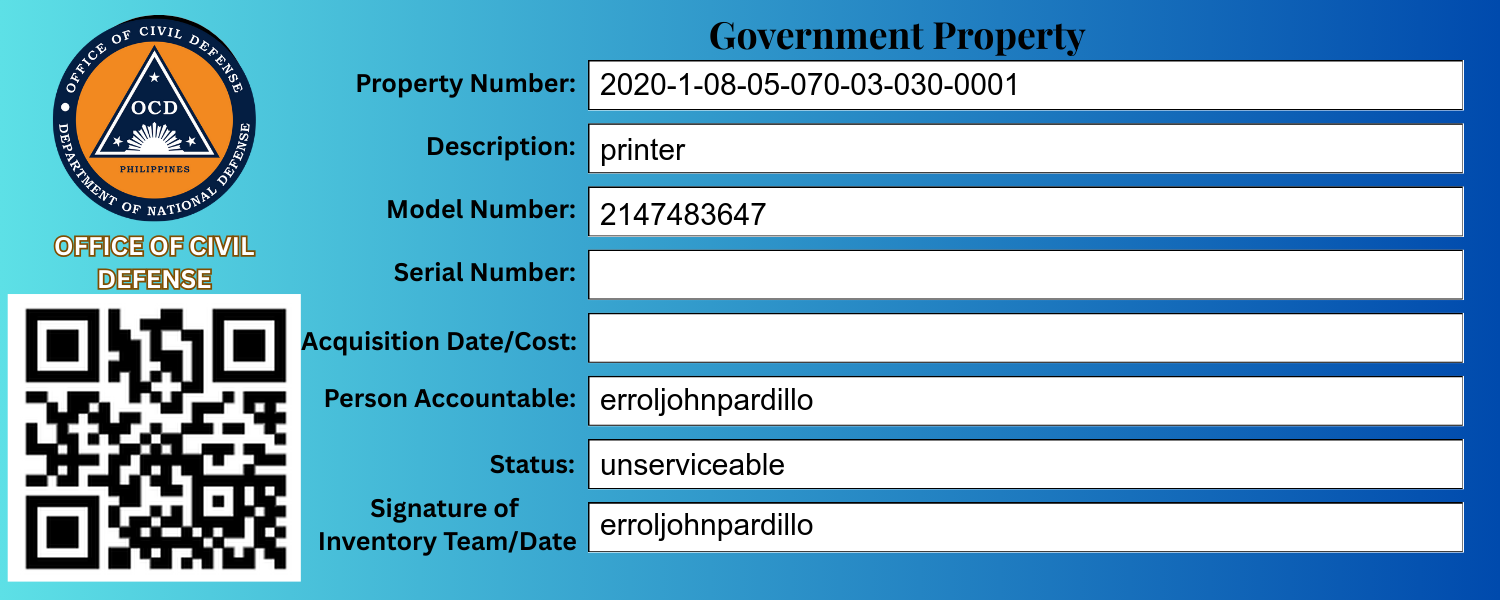 OFFICE OF CIVIL DEFENSE
OCD
PHILIPPINES
DEPARTMENT OF NATIONAL DEFENSE
OFFICE OF CIVIL
DEFENSE
Government Property
Property Number: 2020-1-08-05-070-03-030-0001
Description: printer
Model Number: 2147483647
Serial Number:
Acquisition Date/Cost:
Person Accountable: erroljohnpardillo
Status: unserviceable
Signature of
Inventory Team/Date erroljohnpardillo